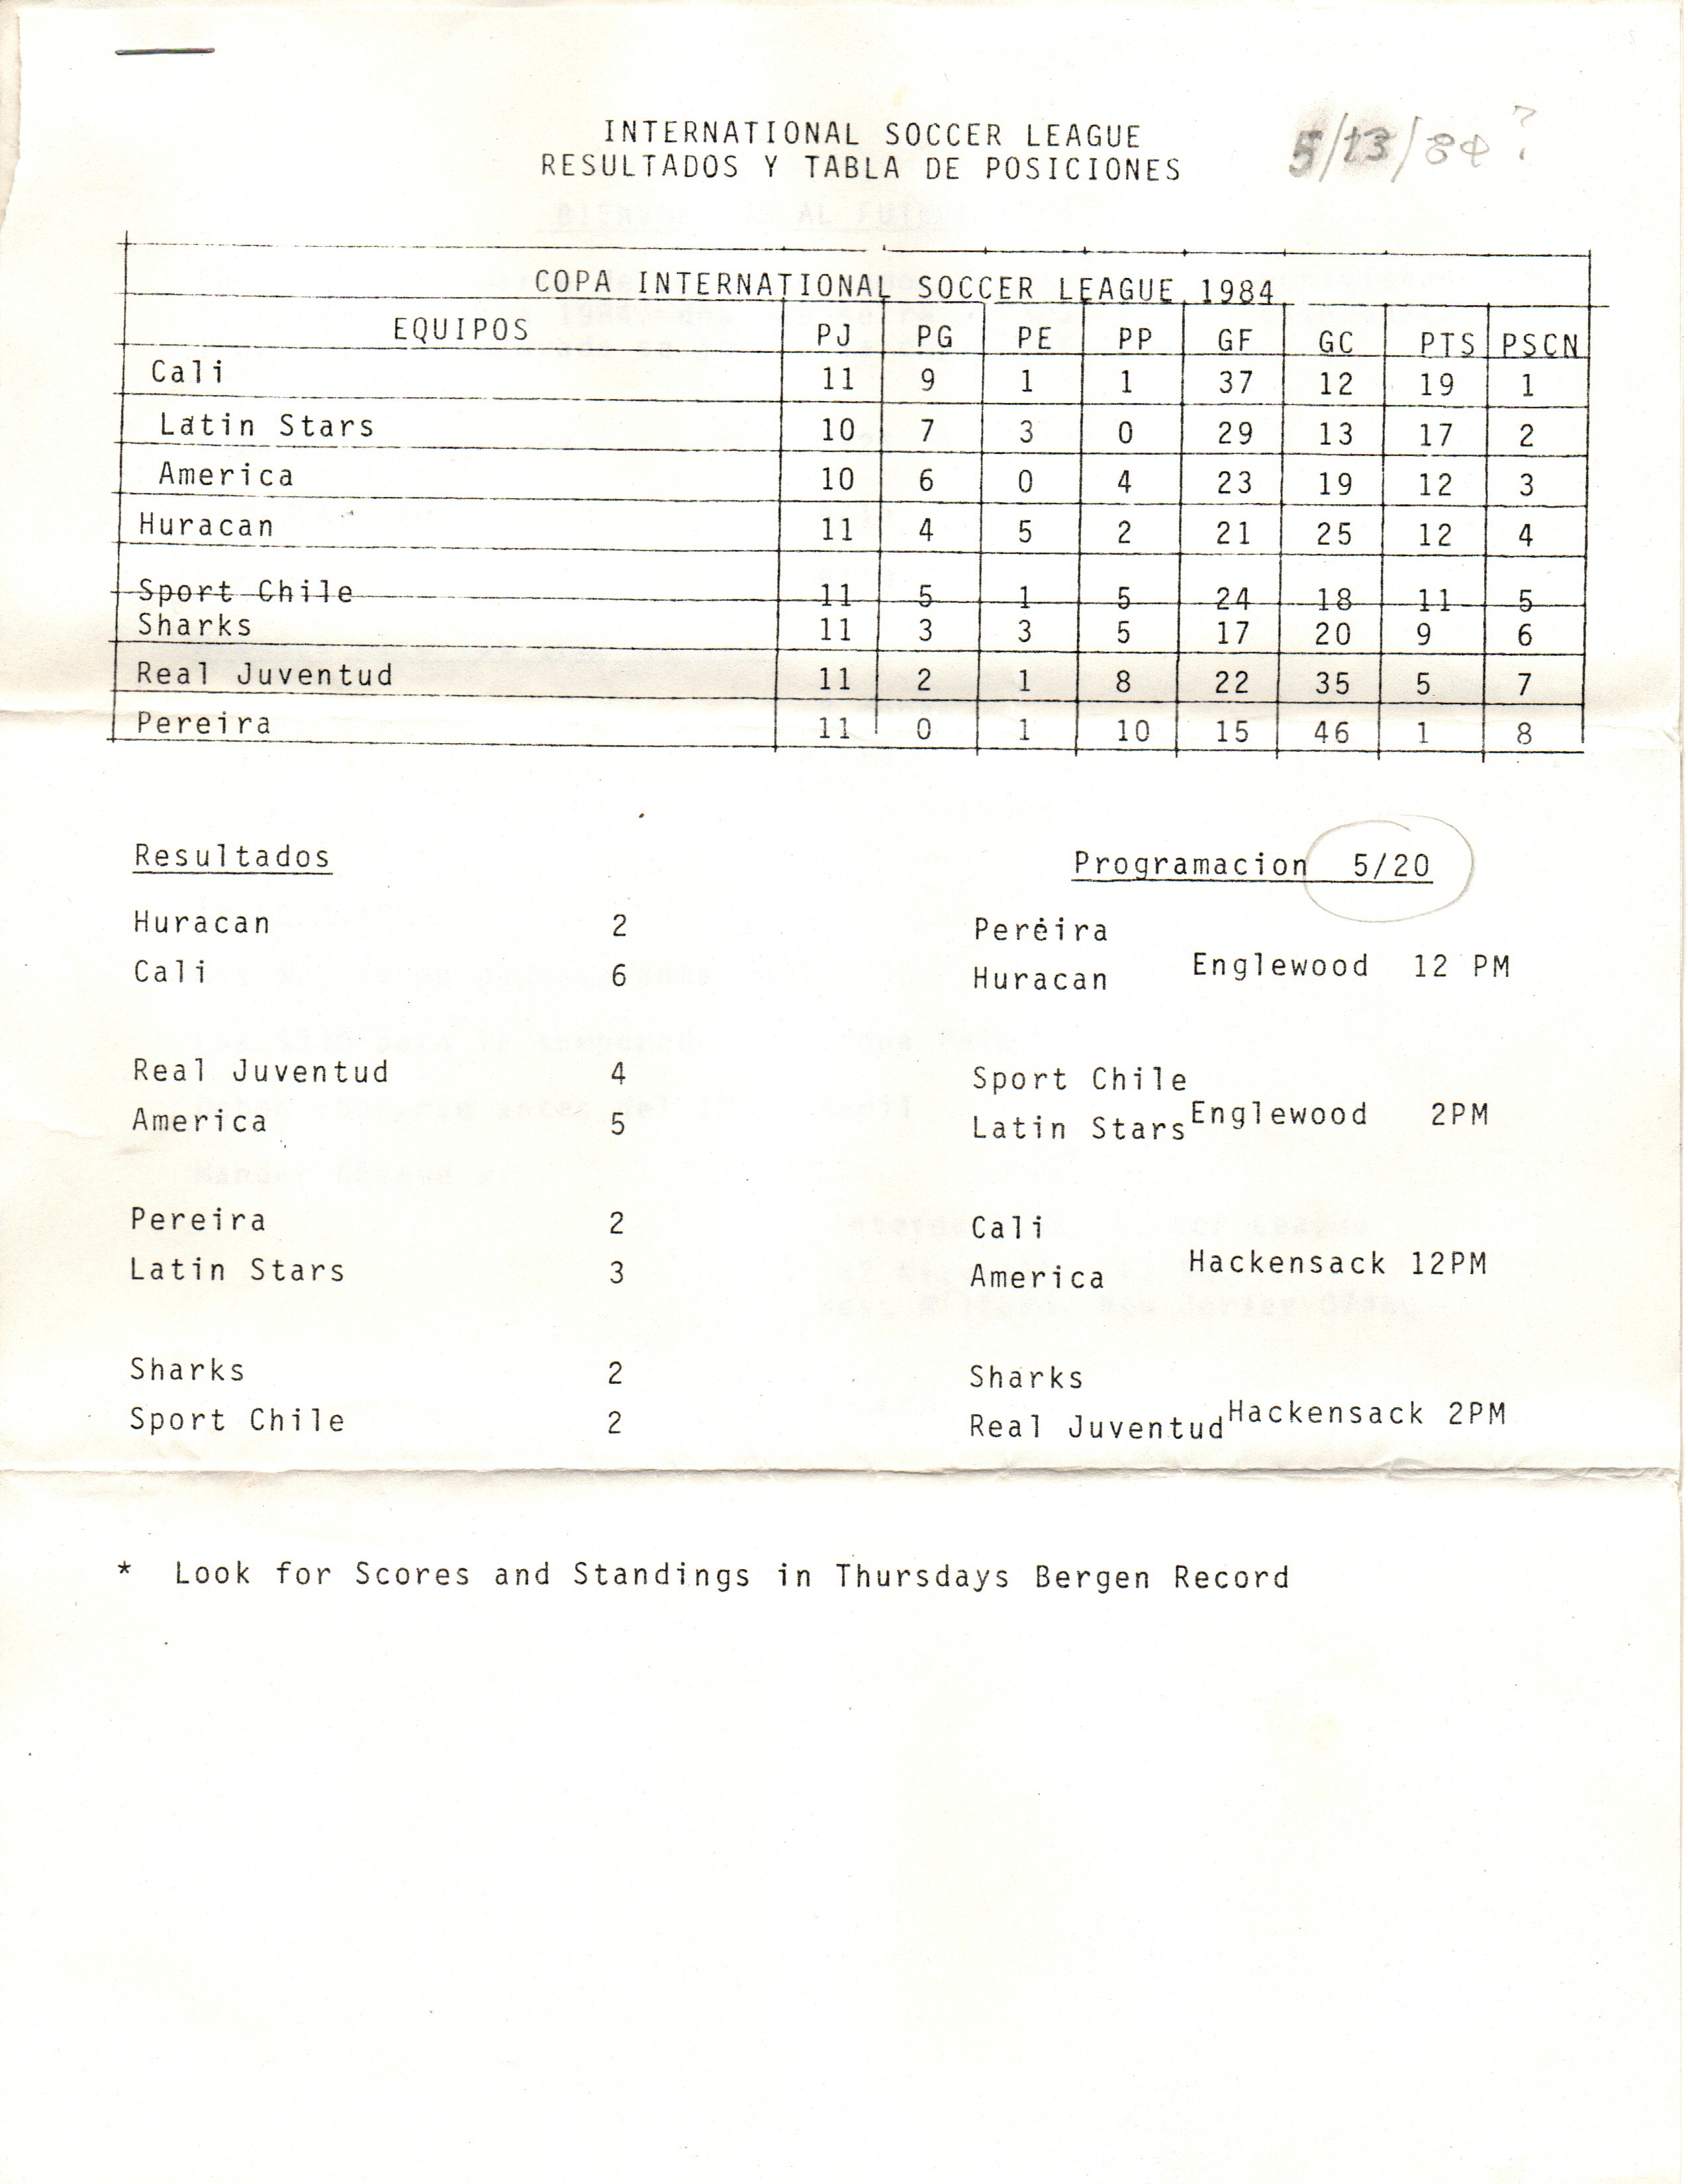 INTERNATIONAL SOCCER LEAGUE
RESULTADOS Y TABLA DE POSICIONES
5/13/84 ?
COPA INTERNATIONAL SOCCER LEAGUE 1984
EQUIPOS PJ PG PE PP GF GC PTS PSCN
Cali 11 9 1 1 37 12 19 1
Latin Stars 10 7 3 0 29 13 17 2
America 10 6 0 4 23 19 12 3
Huracan 11 4 5 2 21 25 12 4
Sport Chile 11 5 1 5 24 18 11 5
Sharks 11 3 3 5 17 20 9 6
Real Juventud 11 2 1 8 22 35 5 7
Pereira 11 0 1 10 15 46 1 8
Resultados
Huracan 2
Cali 6
Real Juventud 4
America 5
Pereira 2
Latin Stars 3
Sharks 2
Sport Chile 2
Programacion 5/20
Pereira
Englewood 12 PM
Huracan
Sport Chile
Englewood 2PM
Latin Stars
Cali
Hackensack 12PM
America
Sharks
Hackensack 2PM
Real Juventud
* Look for Scores and Standings in Thursdays Bergen Record